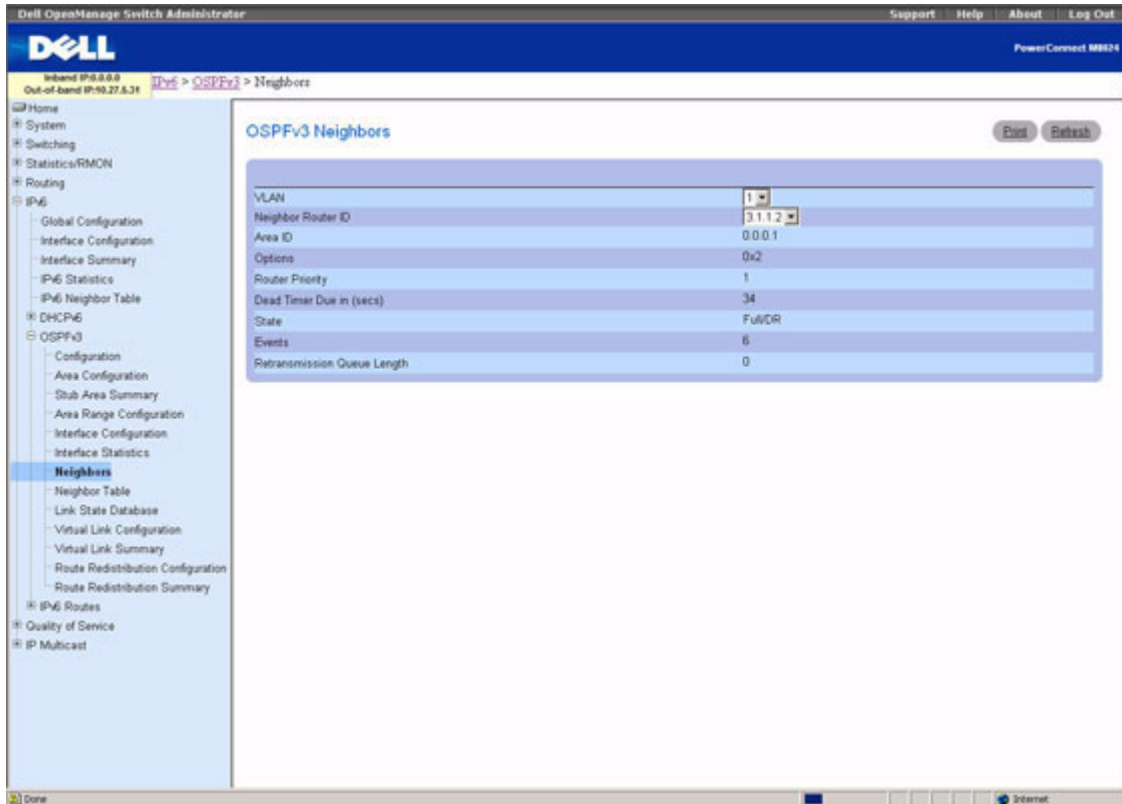 Dell OpenManage Switch Administrator
Support Help About Log Out
DELL
PowerConnect M8024
Inband IP:0.0.0.0
Out-of-band IP:10.27.5.31
IPv6 > OSPFv3 > Neighbors
Home
System
Switching
Statistics/RMON
Routing
IPv6
Global Configuration
Interface Configuration
Interface Summary
IPv6 Statistics
IPv6 Neighbor Table
DHCPv6
OSPFv3
Configuration
Area Configuration
Stub Area Summary
Area Range Configuration
Interface Configuration
Interface Statistics
Neighbors
Neighbor Table
Link State Database
Virtual Link Configuration
Virtual Link Summary
Route Redistribution Configuration
Route Redistribution Summary
IPv6 Routes
Quality of Service
IP Multicast
OSPFv3 Neighbors
Print Refresh
VLAN 1
Neighbor Router ID 3.1.1.2
Area ID 0.0.0.1
Options 0x2
Router Priority 1
Dead Timer Due in (secs) 34
State Full/DR
Events 6
Retransmission Queue Length 0
Done
Internet